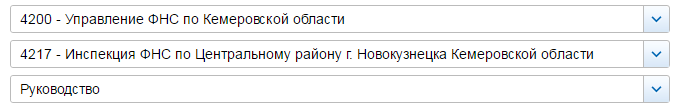 4200 - Управление ФНС по Кемеровской области
4217 - Инспекция ФНС по Центральному району г. Новокузнецка Кемеровской области
Руководство